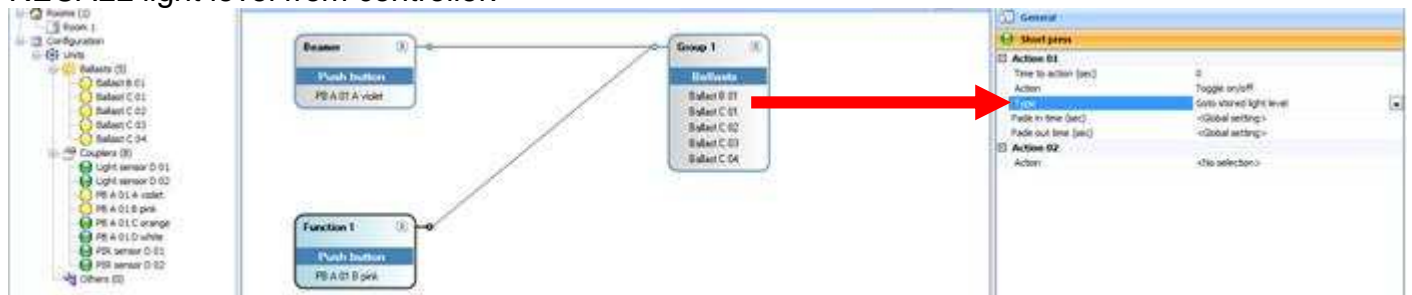 RECALL light level from controller.
Rooms (1)
Room 1
Configuration
Units
Ballasts (5)
Ballast B 01
Ballast C 01
Ballast C 02
Ballast C 03
Ballast C 04
Couplers (8)
Light sensor D 01
Light sensor D 02
PB A 01 A violet
PB A 01 B pink
PB A 01 C orange
PB A 01 D white
PIR sensor D 01
PIR sensor D 02
Others (0)
Beamer
Push button
PB A 01 A violet
Function 1
Push button
PB A 01 B pink
Group 1
Ballasts
Ballast B 01
Ballast C 01
Ballast C 02
Ballast C 03
Ballast C 04
General
Short press
Action 01
Time to action (sec) 0
Action Toggle on/off
Type Goto stored light level
Fade in time (sec) <Global setting>
Fade out time (sec) <Global setting>
Action 02
Action <No selection>